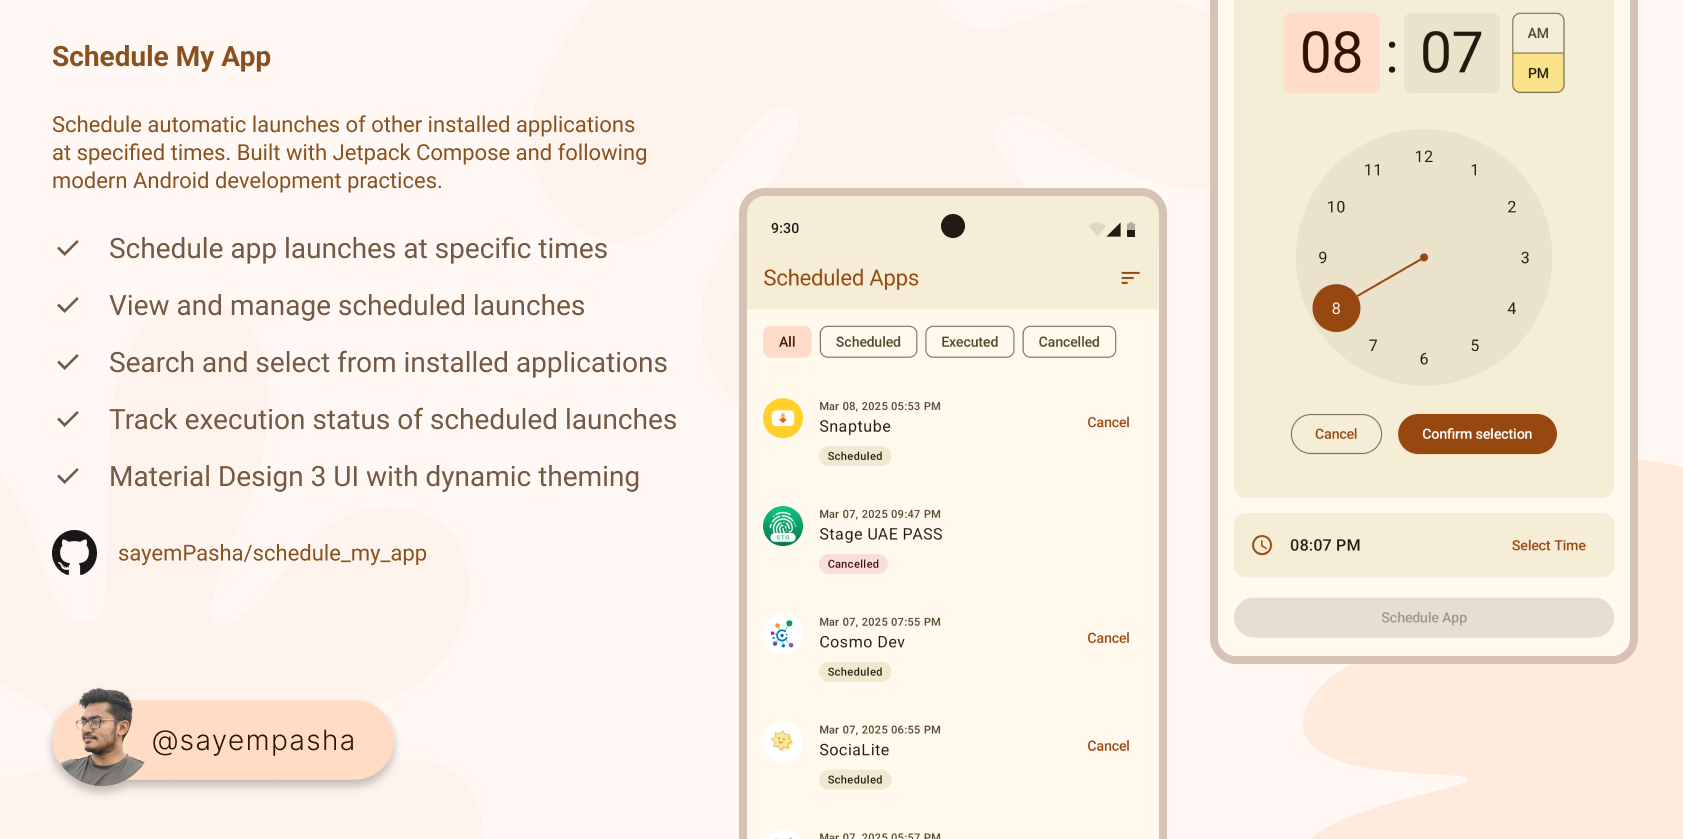 Schedule My App
Schedule automatic launches of other installed applications
at specified times. Built with Jetpack Compose and following
modern Android development practices.
Schedule app launches at specific times
View and manage scheduled launches
Search and select from installed applications
Track execution status of scheduled launches
Material Design 3 UI with dynamic theming
sayemPasha/schedule_my_app
@sayempasha
9:30
Scheduled Apps
All Scheduled Executed Cancelled
Mar 08, 2025 05:53 PM
Snaptube
Cancel
Scheduled
Mar 07, 2025 09:47 PM
Stage UAE PASS
STG
Cancelled
Mar 07, 2025 07:55 PM
Cosmo Dev
Cancel
Scheduled
Mar 07, 2025 06:55 PM
SociaLite
Cancel
Scheduled
Mar 07, 2025 05:57 PM
08 : 07
AM
PM
12
11 1
10 2
9 3
8 4
7 5
6
Cancel Confirm selection
08:07 PM Select Time
Schedule App